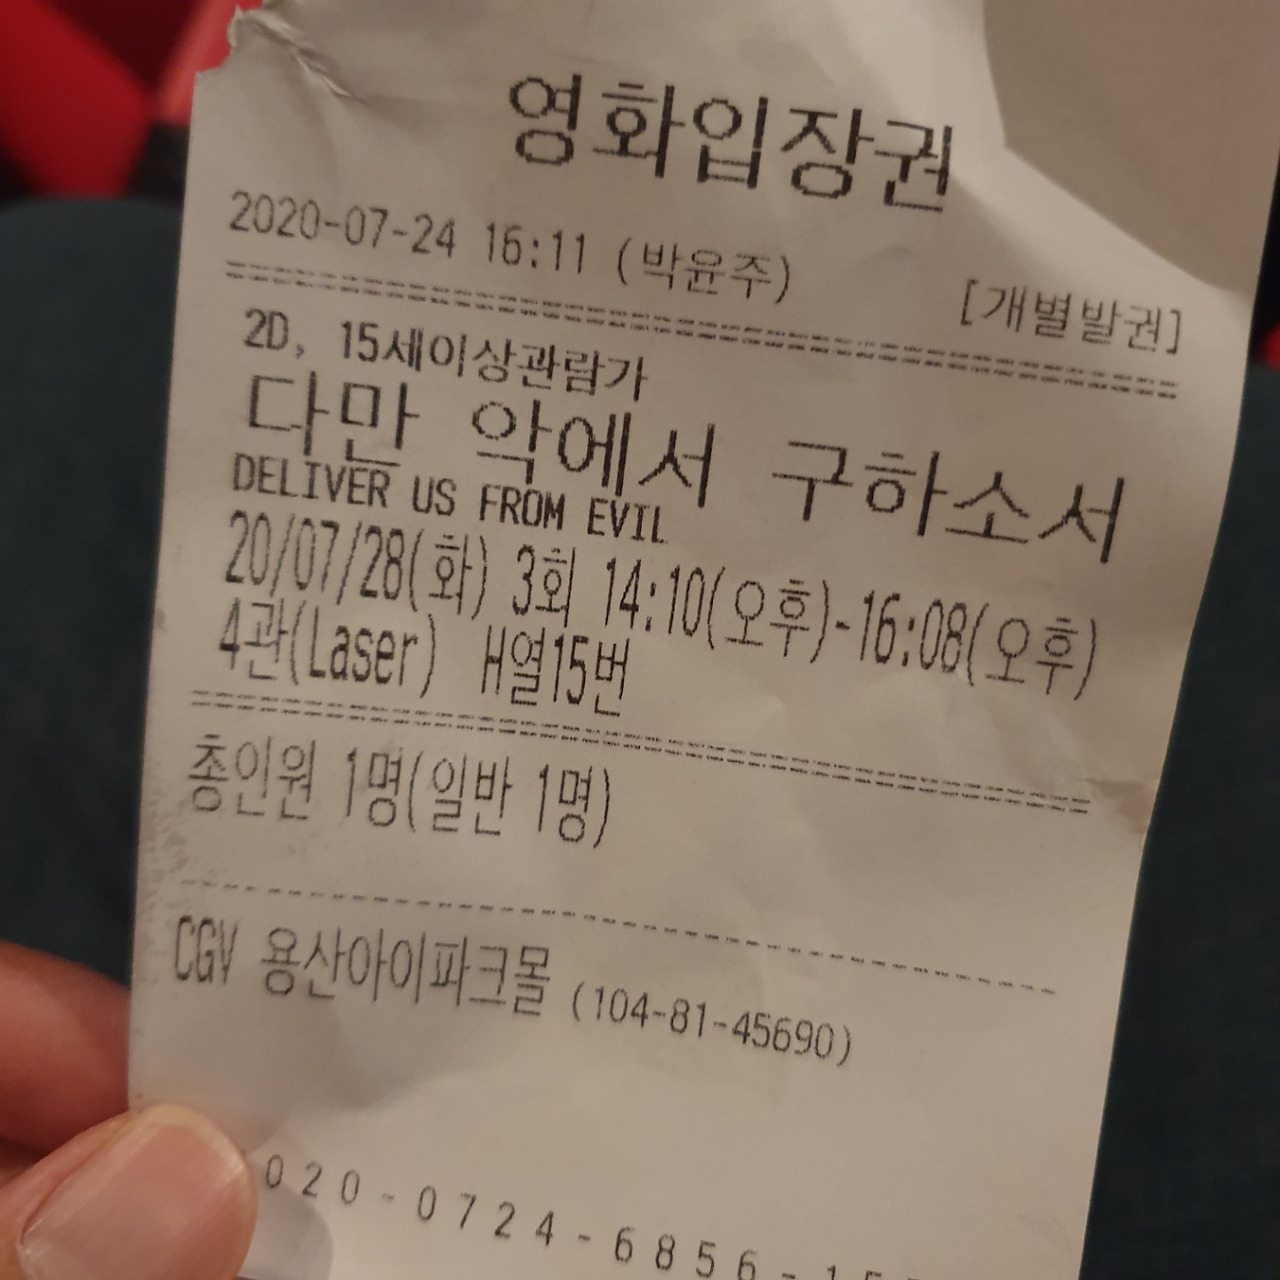 영화입장권
2020-07-24 16:11 (박윤주)
[개별발권]
2D, 15세이상관람가
다만 악에서 구하소서
DELIVER US FROM EVIL
20/07/28(화) 3회 14:10(오후)-16:08(오후)
4관(Laser) H열15번
총인원 1명(일반 1명)
CGV 용산아이파크몰 (104-81-45690)
020-0724-6856-